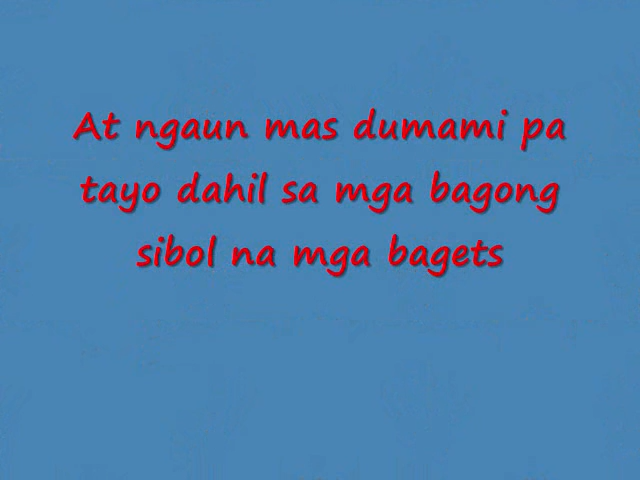 At ngaun mas dumami pa
tayo dahil sa mga bagong
sibol na mga bagets